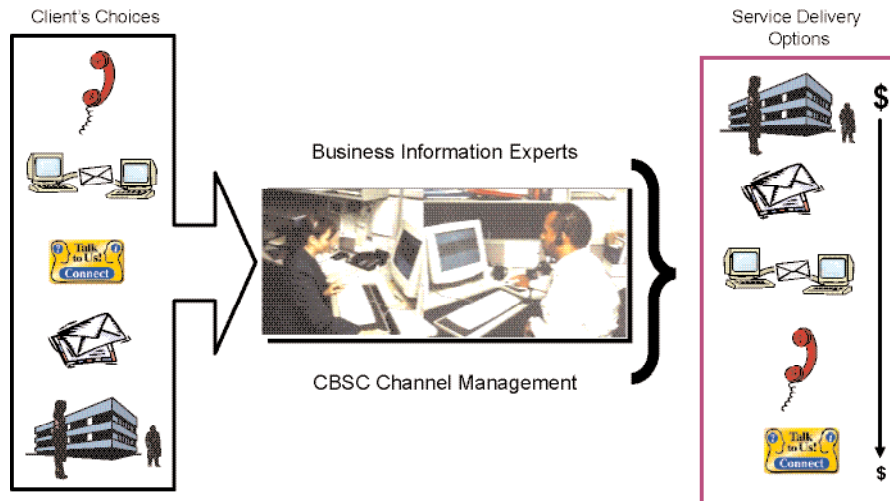 Client's Choices
Talk
to Us!
Connect
Business Information Experts
CBSC Channel Management
Service Delivery
Options
$
Talk
to Us!
Connect
$